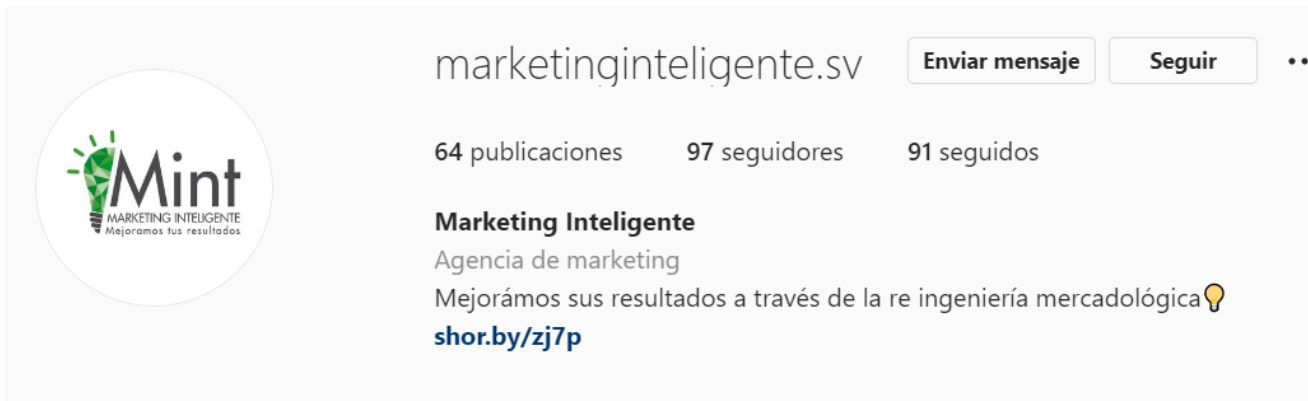 marketinginteligente.sv
Enviar mensaje
Seguir
64 publicaciones 97 seguidores 91 seguidos
Mint
MARKETING INTELIGENTE
Mejoramos tus resultados
Marketing Inteligente
Agencia de marketing
Mejorámos sus resultados a través de la re ingeniería mercadológica💡
shor.by/zj7p